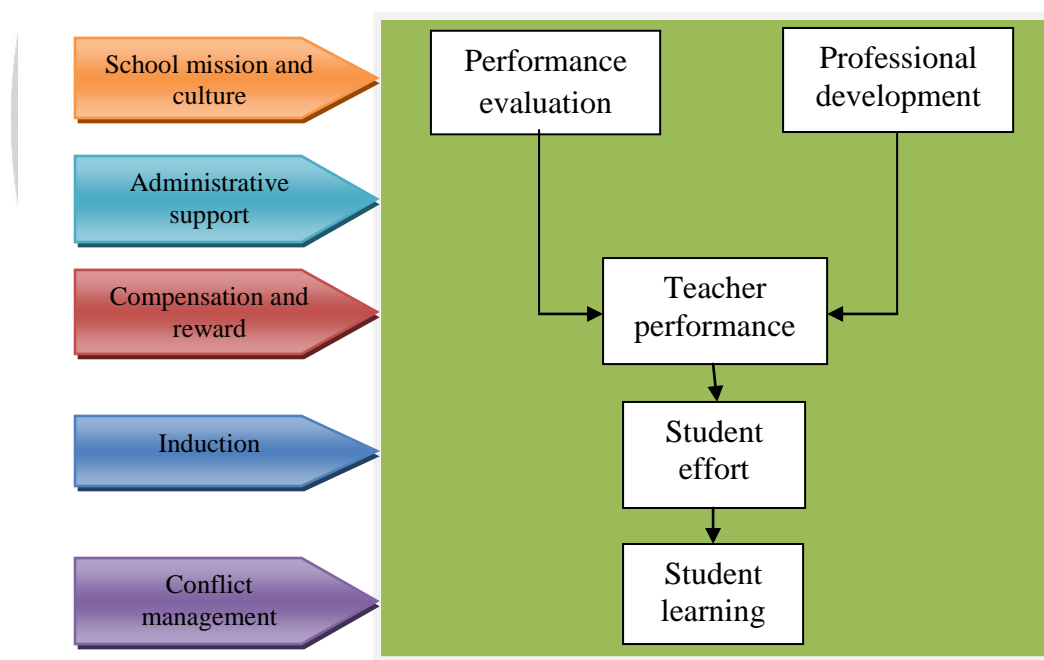 School mission and
culture
Administrative
support
Compensation and
reward
Induction
Conflict
management
Performance
evaluation
Professional
development
Teacher
performance
Student
effort
Student
learning